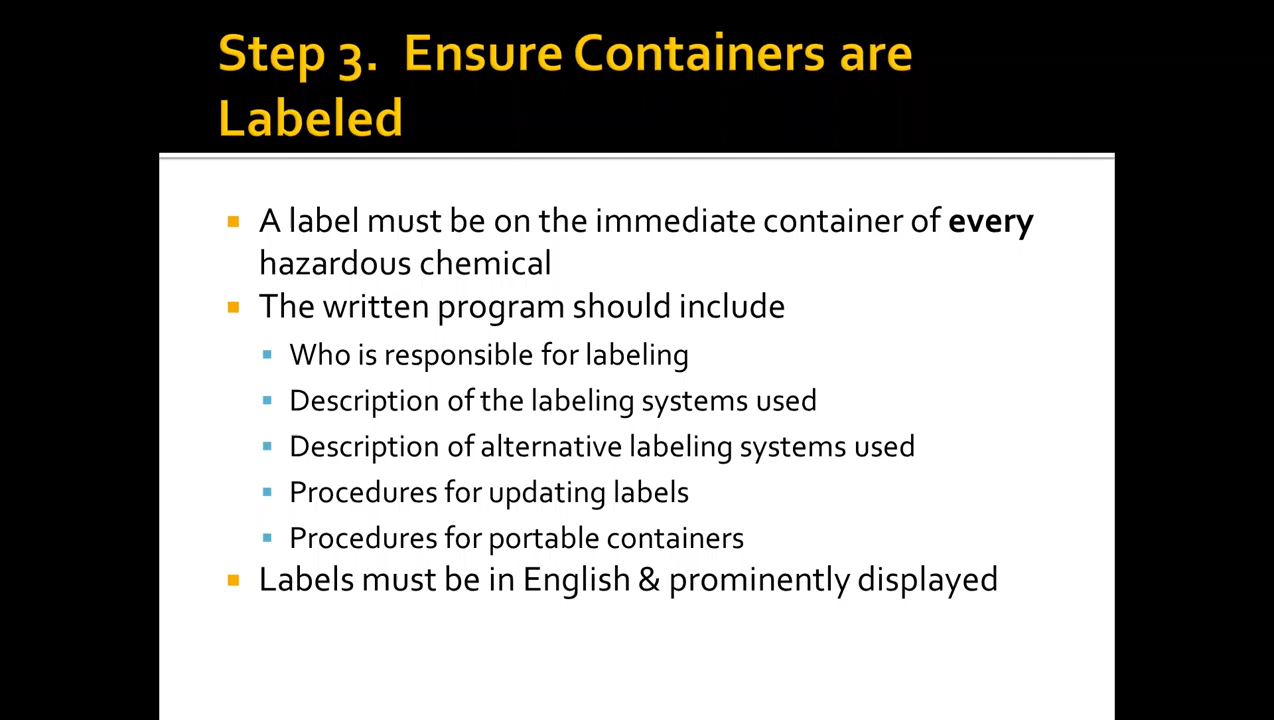 Step 3.  Ensure Containers are
Labeled
A label must be on the immediate container of every
hazardous chemical
The written program should include
Who is responsible for labeling
Description of the labeling systems used
Description of alternative labeling systems used
Procedures for updating labels
Procedures for portable containers
Labels must be in English & prominently displayed